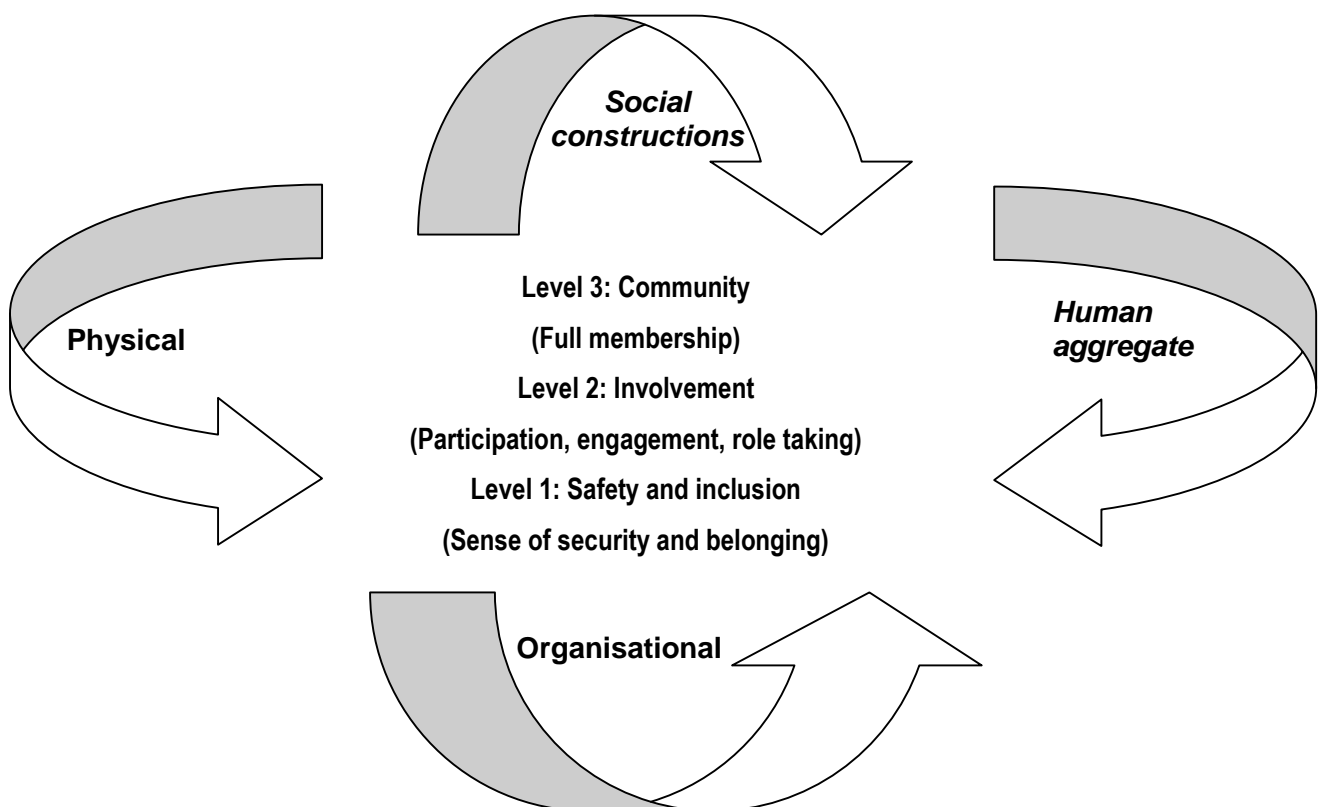 Social
constructions
Physical
Human
aggregate
Level 3: Community
(Full membership)
Level 2: Involvement
(Participation, engagement, role taking)
Level 1: Safety and inclusion
(Sense of security and belonging)
Organisational